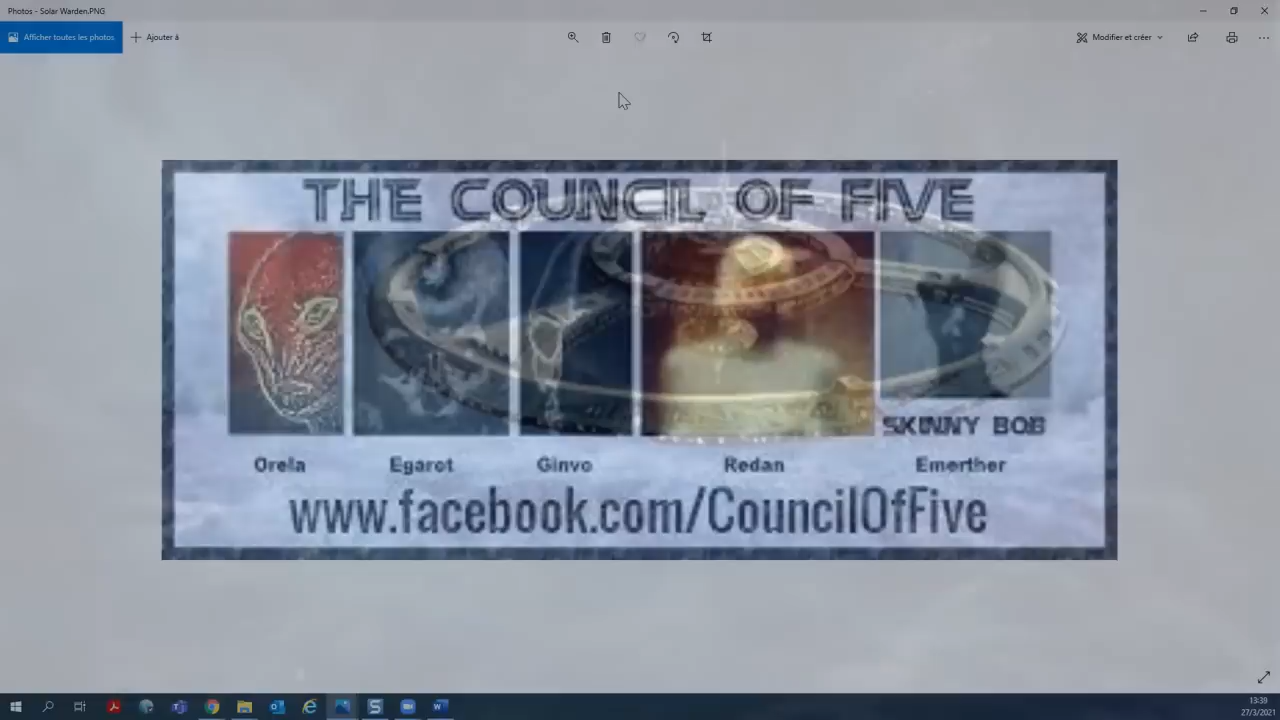 Photos - Solar Warden.PNG
Afficher toutes les photos
Ajouter à
Modifier et créer
THE COUNCIL OF FIVE
SKINNY BOB
Orela
Egarot
Ginvo
Redan
Emerther
www.facebook.com/CouncilOfFive
13:39
27/3/2021